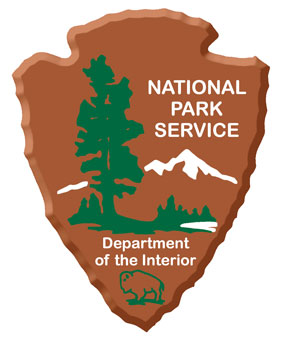 NATIONAL
PARK
SERVICE
Department
of the Interior